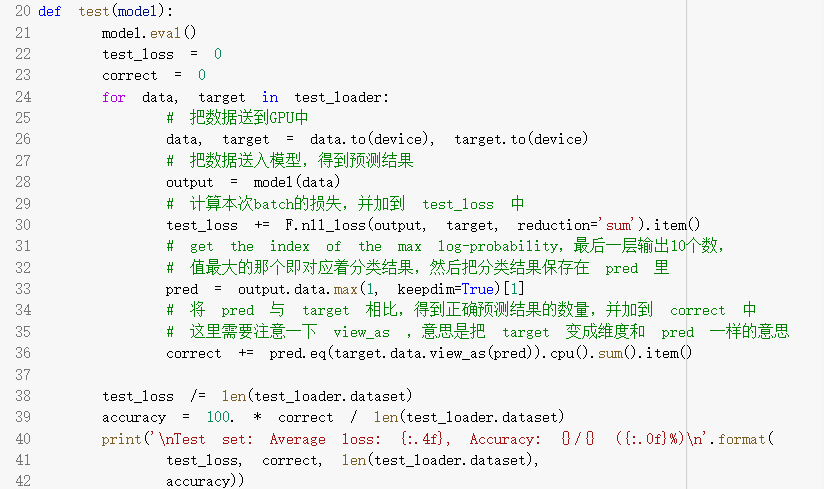 20 def test(model):
21 model.eval()
22 test_loss = 0
23 correct = 0
24 for data, target in test_loader:
25 # 把数据送到GPU中
26 data, target = data.to(device), target.to(device)
27 # 把数据送入模型，得到预测结果
28 output = model(data)
29 # 计算本次batch的损失，并加到 test_loss 中
30 test_loss += F.nll_loss(output, target, reduction='sum').item()
31 # get the index of the max log-probability，最后一层输出10个数，
32 # 值最大的那个即对应着分类结果，然后把分类结果保存在 pred 里
33 pred = output.data.max(1, keepdim=True)[1]
34 # 将 pred 与 target 相比，得到正确预测结果的数量，并加到 correct 中
35 # 这里需要注意一下 view_as ，意思是把 target 变成维度和 pred 一样的意思
36 correct += pred.eq(target.data.view_as(pred)).cpu().sum().item()
37
38 test_loss /= len(test_loader.dataset)
39 accuracy = 100. * correct / len(test_loader.dataset)
40 print('\nTest set: Average loss: {:.4f}, Accuracy: {}/{} ({:.0f}%)\n'.format(
41 test_loss, correct, len(test_loader.dataset),
42 accuracy))